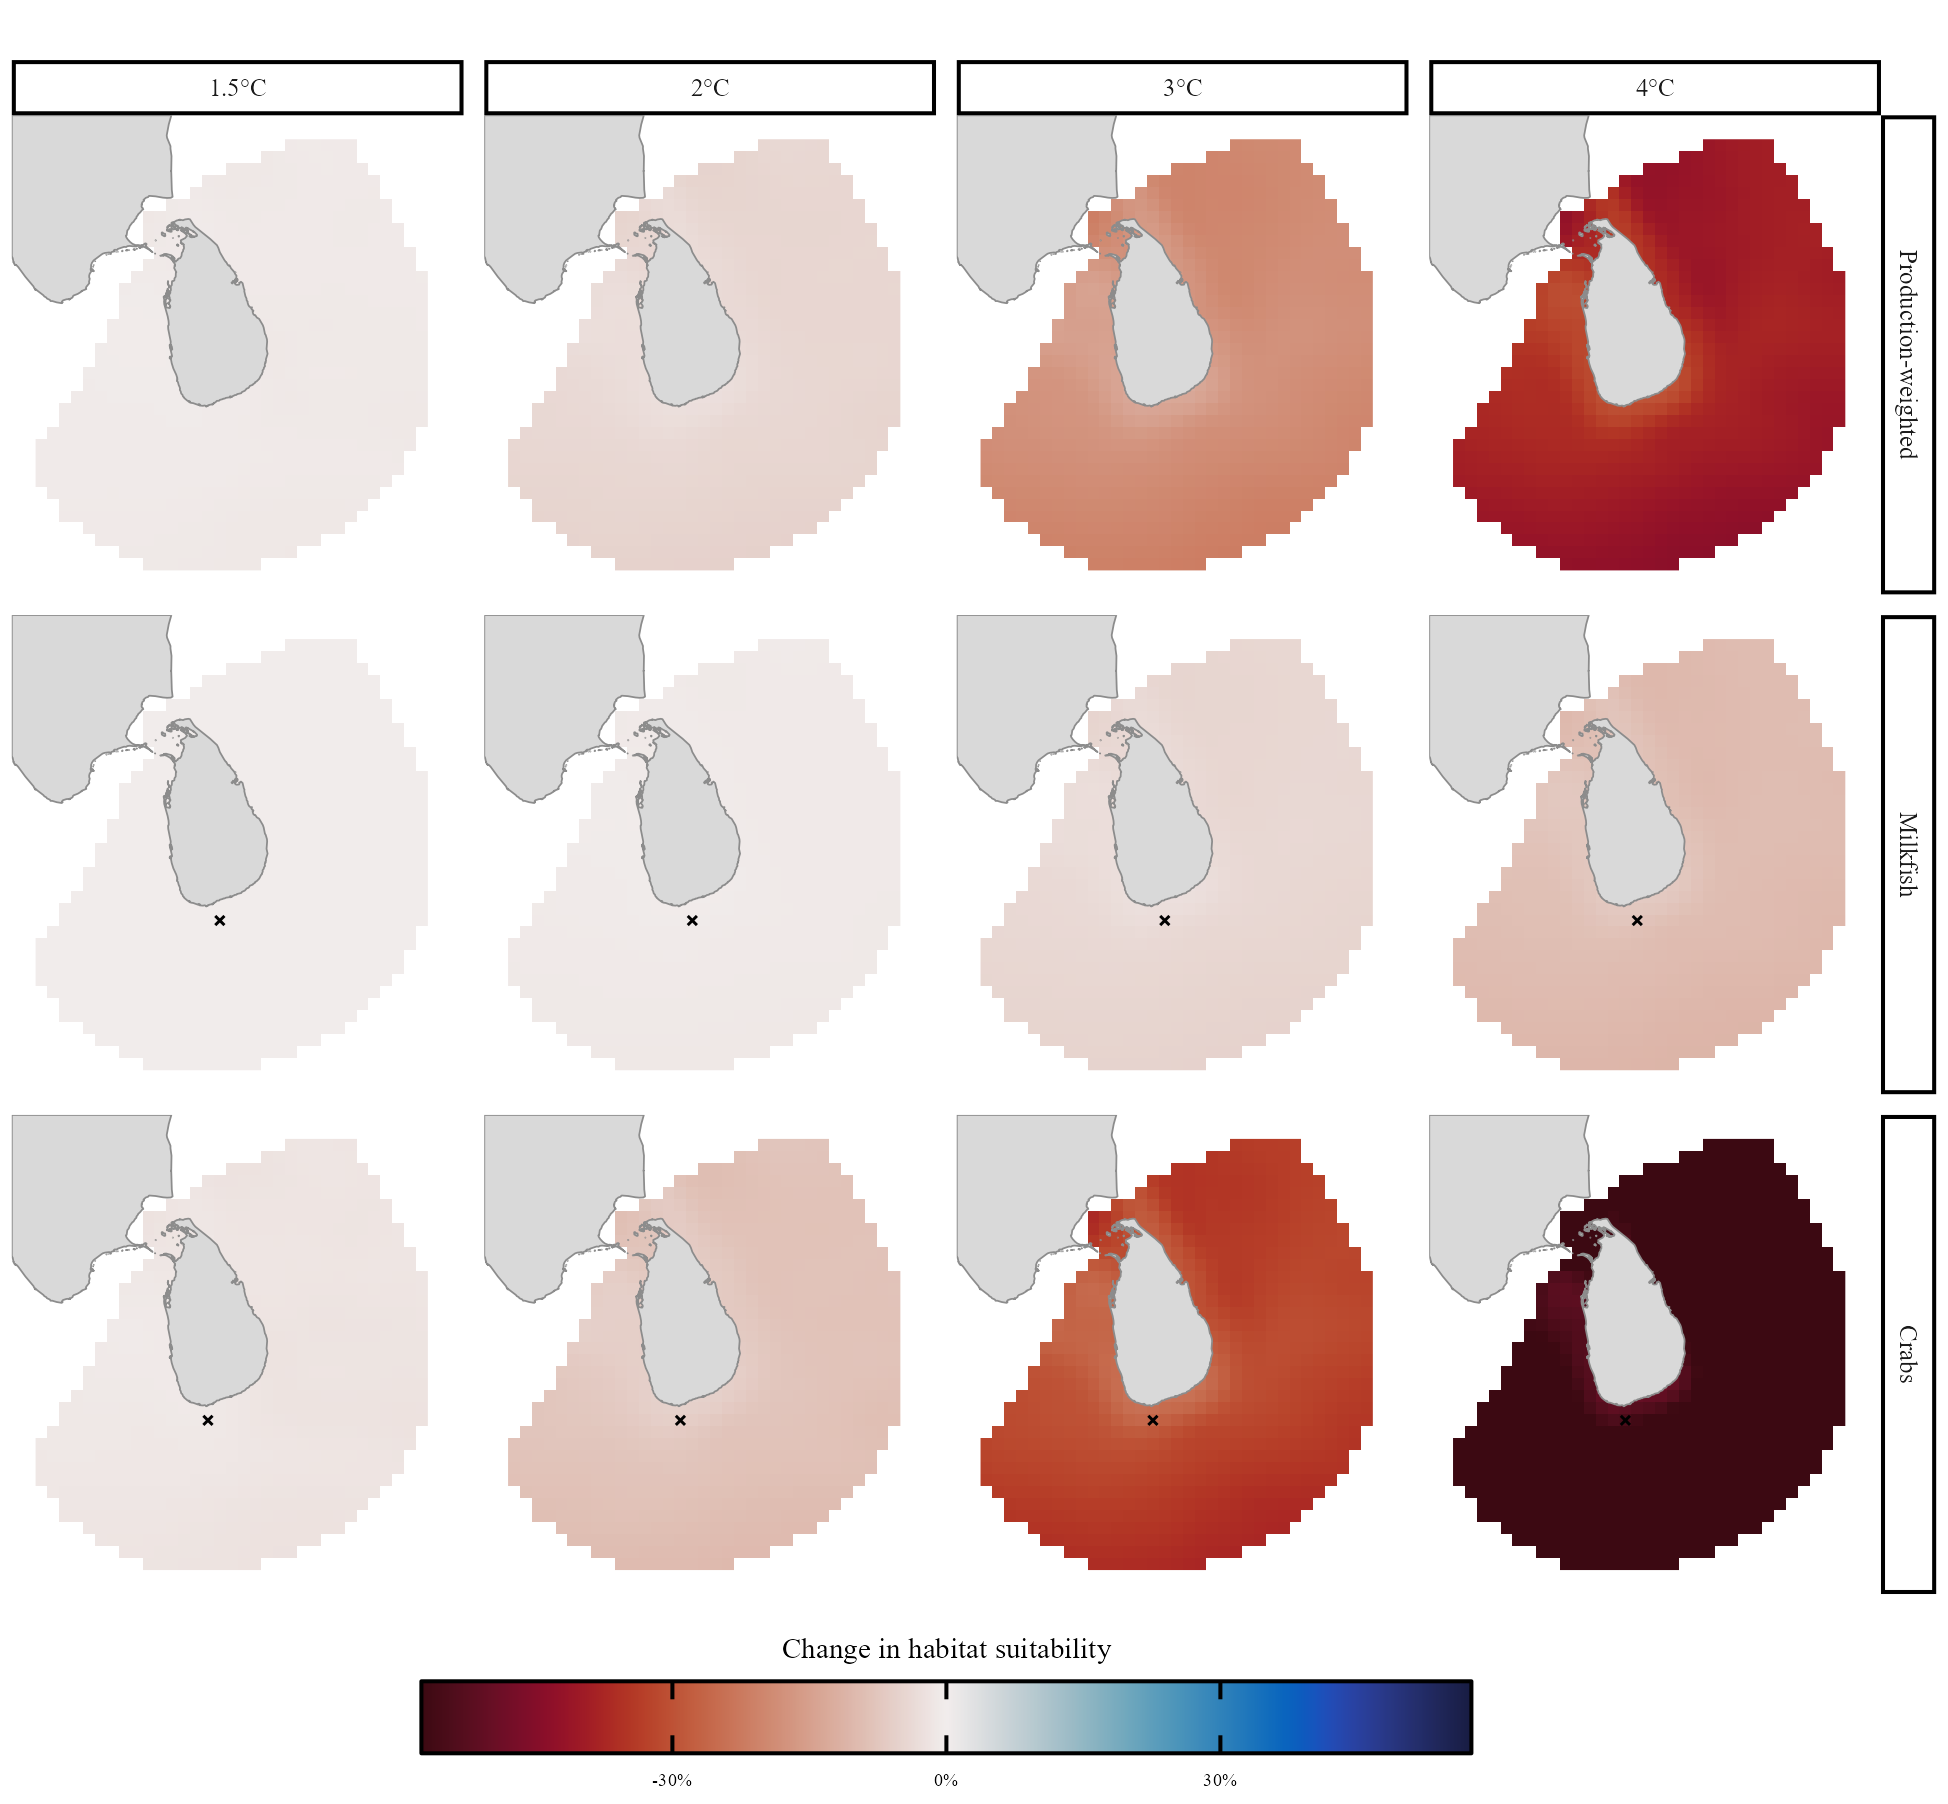 1.5°C
2°C
3°C
4°C
Production-weighted
Milkfish
Crabs
Change in habitat suitability
-30%
0%
30%